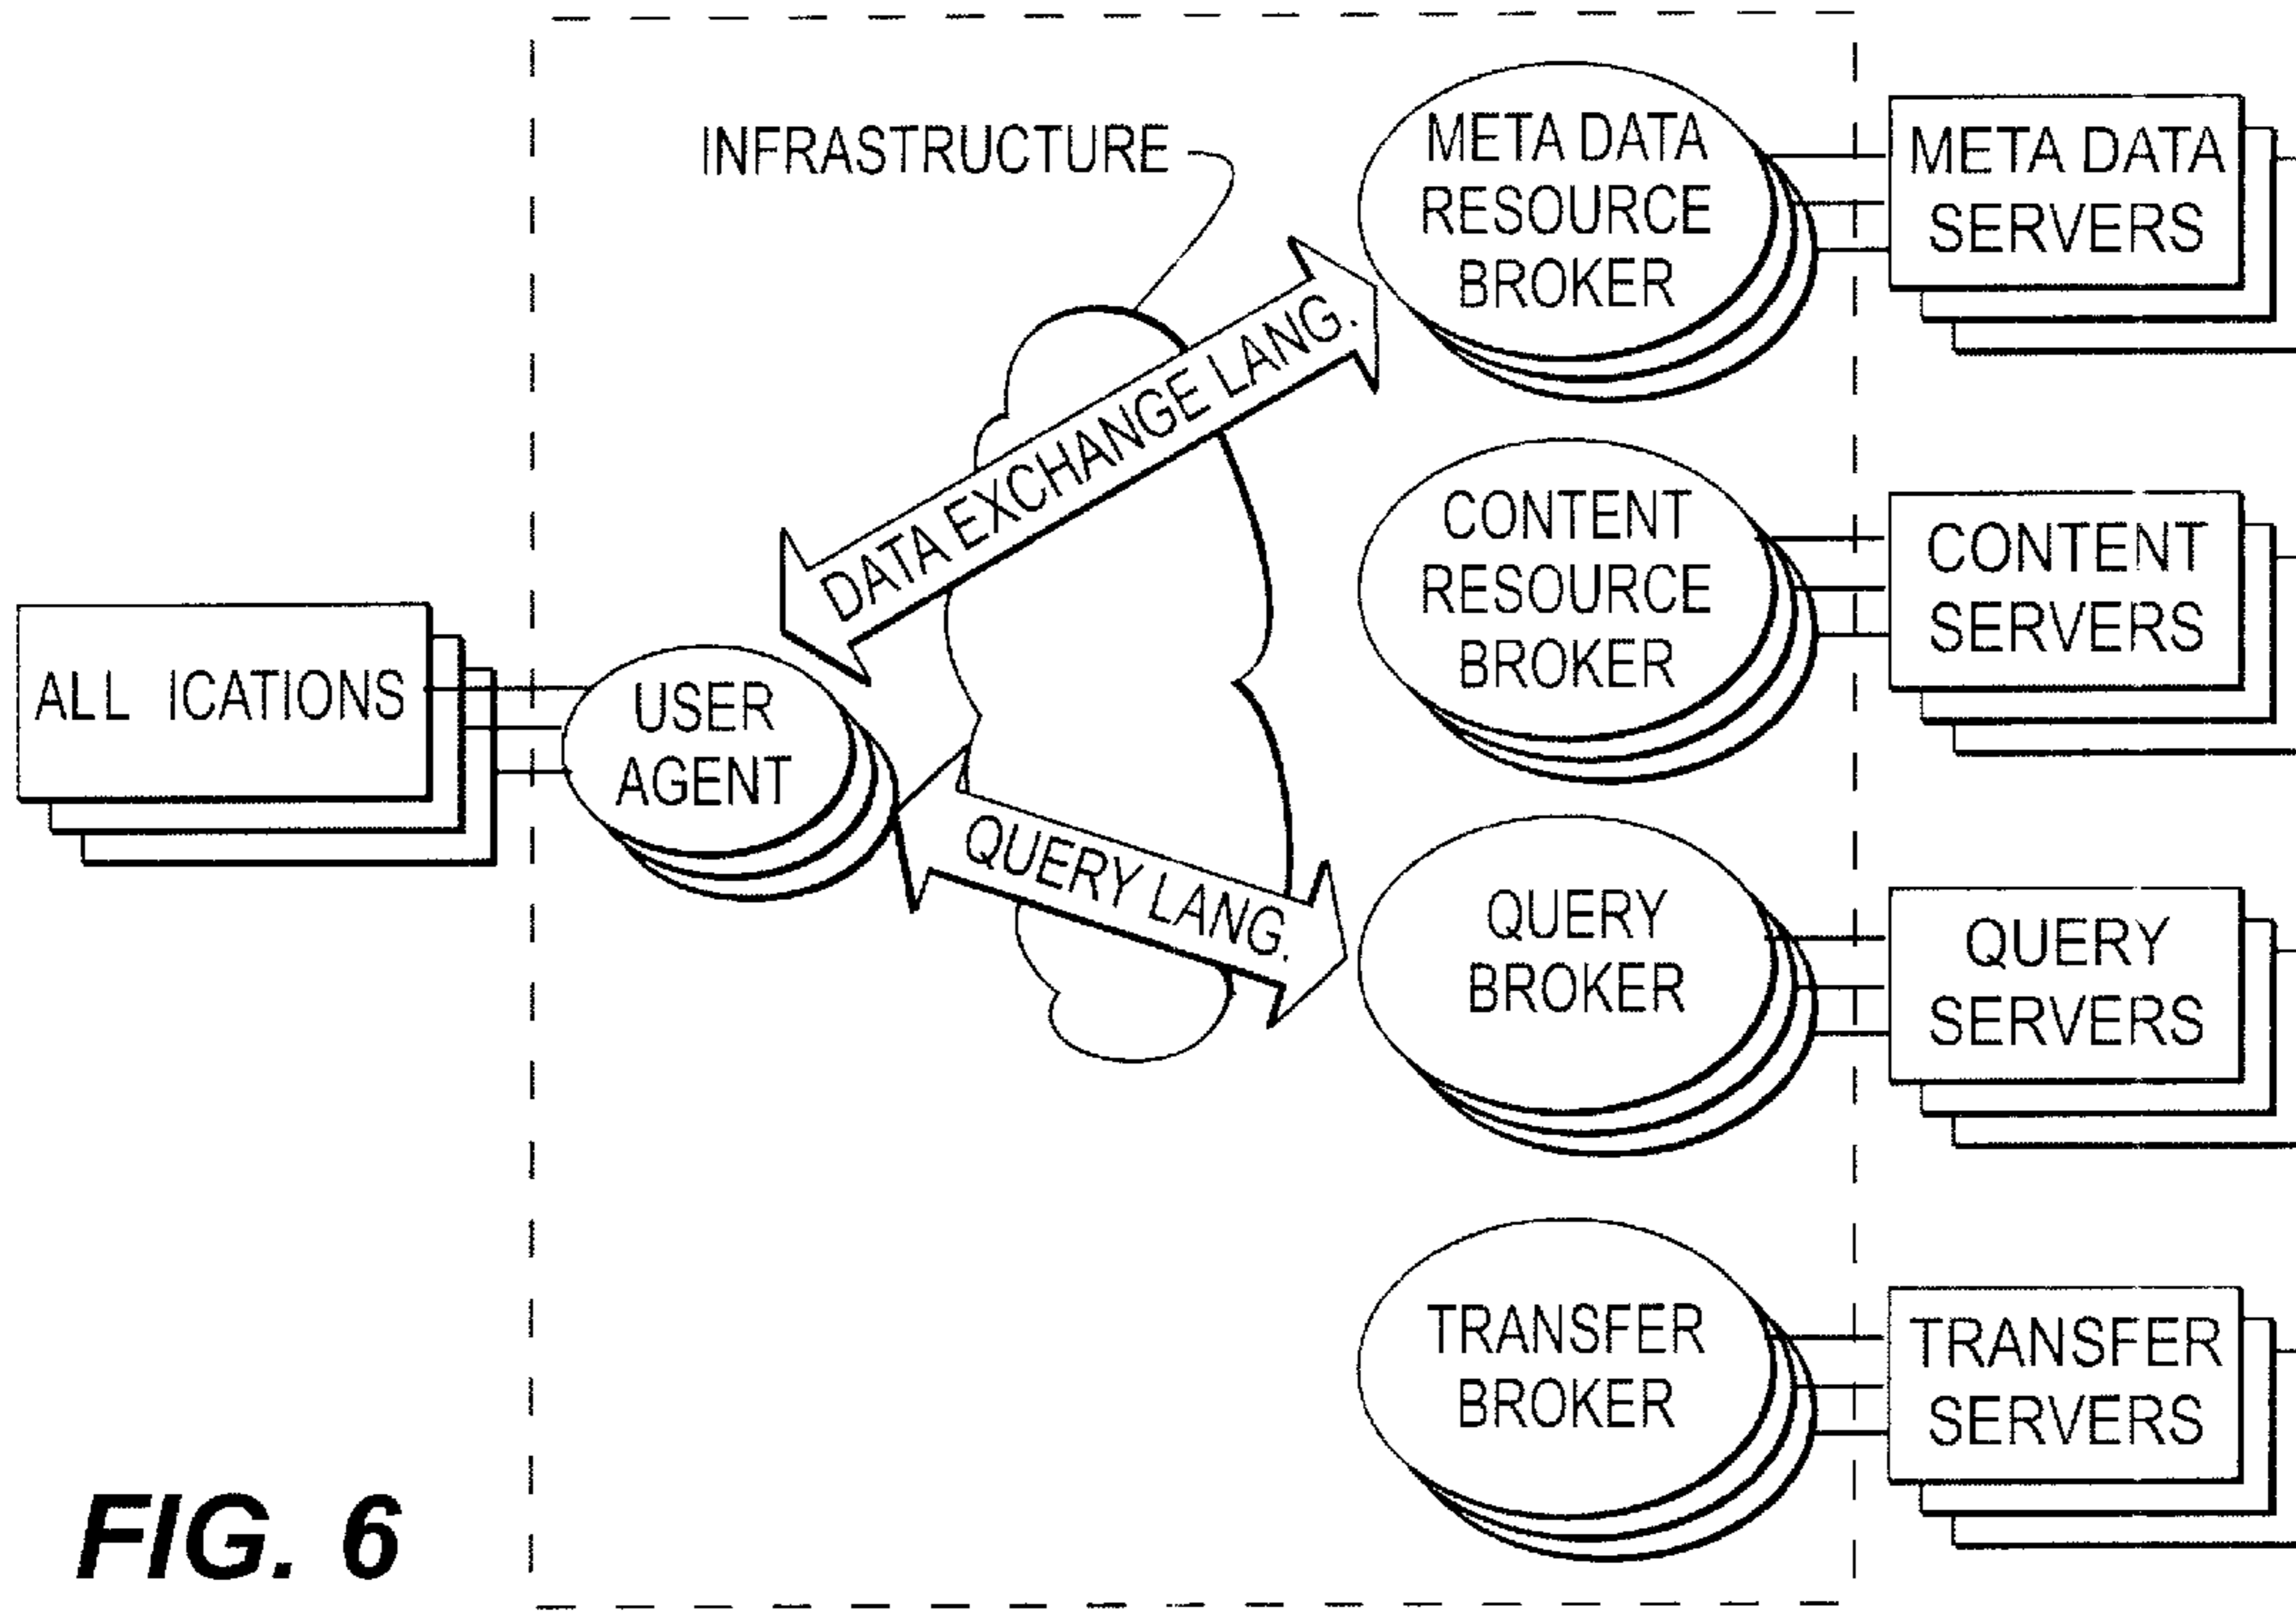 INFRASTRUCTURE
META DATA
RESOURCE
BROKER
META DATA
SERVERS
DATA EXCHANGE LANG.
CONTENT
RESOURCE
BROKER
CONTENT
SERVERS
ALL ICATIONS
USER
AGENT
QUERY LANG.
QUERY
BROKER
QUERY
SERVERS
TRANSFER
BROKER
TRANSFER
SERVERS
FIG. 6